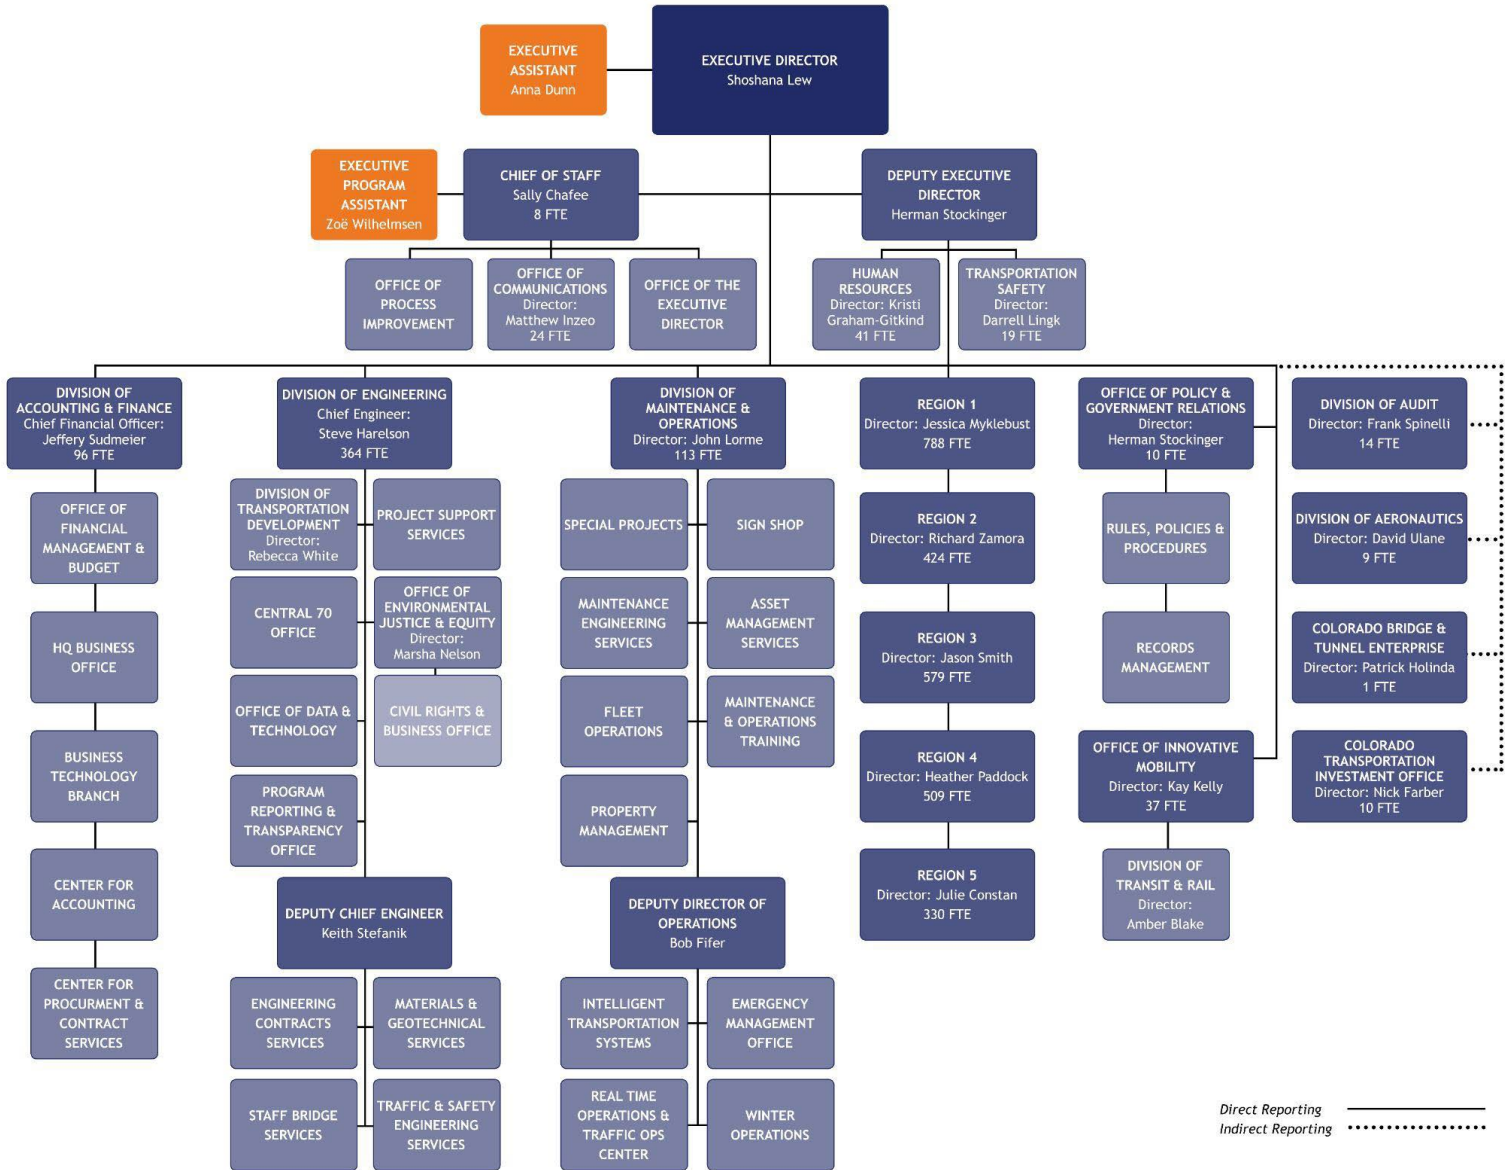 EXECUTIVE
ASSISTANT
Anna Dunn
EXECUTIVE DIRECTOR
Shoshana Lew
EXECUTIVE
PROGRAM
ASSISTANT
Zoë Wilhelmsen
CHIEF OF STAFF
Sally Chafee
8 FTE
DEPUTY EXECUTIVE
DIRECTOR
Herman Stockinger
OFFICE OF
PROCESS
IMPROVEMENT
OFFICE OF
COMMUNICATIONS
Director:
Matthew Inzeo
24 FTE
OFFICE OF THE
EXECUTIVE
DIRECTOR
HUMAN
RESOURCES
Director: Kristi
Graham-Gitkind
41 FTE
TRANSPORTATION
SAFETY
Director:
Darrell Lingk
19 FTE
DIVISION OF
ACCOUNTING & FINANCE
Chief Financial Officer:
Jeffery Sudmeier
96 FTE
OFFICE OF
FINANCIAL
MANAGEMENT &
BUDGET
HQ BUSINESS
OFFICE
BUSINESS
TECHNOLOGY
BRANCH
CENTER FOR
ACCOUNTING
CENTER FOR
PROCURMENT &
CONTRACT
SERVICES
DIVISION OF ENGINEERING
Chief Engineer:
Steve Harelson
364 FTE
DIVISION OF
TRANSPORTATION
DEVELOPMENT
Director:
Rebecca White
PROJECT SUPPORT
SERVICES
CENTRAL 70
OFFICE
OFFICE OF
ENVIRONMENTAL
JUSTICE & EQUITY
Director:
Marsha Nelson
OFFICE OF DATA &
TECHNOLOGY
CIVIL RIGHTS &
BUSINESS OFFICE
PROGRAM
REPORTING &
TRANSPARENCY
OFFICE
DEPUTY CHIEF ENGINEER
Keith Stefanik
ENGINEERING
CONTRACTS
SERVICES
MATERIALS &
GEOTECHNICAL
SERVICES
STAFF BRIDGE
SERVICES
TRAFFIC & SAFETY
ENGINEERING
SERVICES
DIVISION OF
MAINTENANCE &
OPERATIONS
Director: John Lorme
113 FTE
SPECIAL PROJECTS
SIGN SHOP
MAINTENANCE
ENGINEERING
SERVICES
ASSET
MANAGEMENT
SERVICES
FLEET
OPERATIONS
MAINTENANCE
& OPERATIONS
TRAINING
PROPERTY
MANAGEMENT
DEPUTY DIRECTOR OF
OPERATIONS
Bob Fifer
INTELLIGENT
TRANSPORTATION
SYSTEMS
EMERGENCY
MANAGEMENT
OFFICE
REAL TIME
OPERATIONS &
TRAFFIC OPS
CENTER
WINTER
OPERATIONS
REGION 1
Director: Jessica Myklebust
788 FTE
REGION 2
Director: Richard Zamora
424 FTE
REGION 3
Director: Jason Smith
579 FTE
REGION 4
Director: Heather Paddock
509 FTE
REGION 5
Director: Julie Constan
330 FTE
OFFICE OF POLICY &
GOVERNMENT RELATIONS
Director:
Herman Stockinger
10 FTE
RULES, POLICIES &
PROCEDURES
RECORDS
MANAGEMENT
OFFICE OF INNOVATIVE
MOBILITY
Director: Kay Kelly
37 FTE
DIVISION OF
TRANSIT & RAIL
Director:
Amber Blake
DIVISION OF AUDIT
Director: Frank Spinelli
14 FTE
DIVISION OF AERONAUTICS
Director: David Ulane
9 FTE
COLORADO BRIDGE &
TUNNEL ENTERPRISE
Director: Patrick Holinda
1 FTE
COLORADO
TRANSPORTATION
INVESTMENT OFFICE
Director: Nick Farber
10 FTE
Direct Reporting
Indirect Reporting